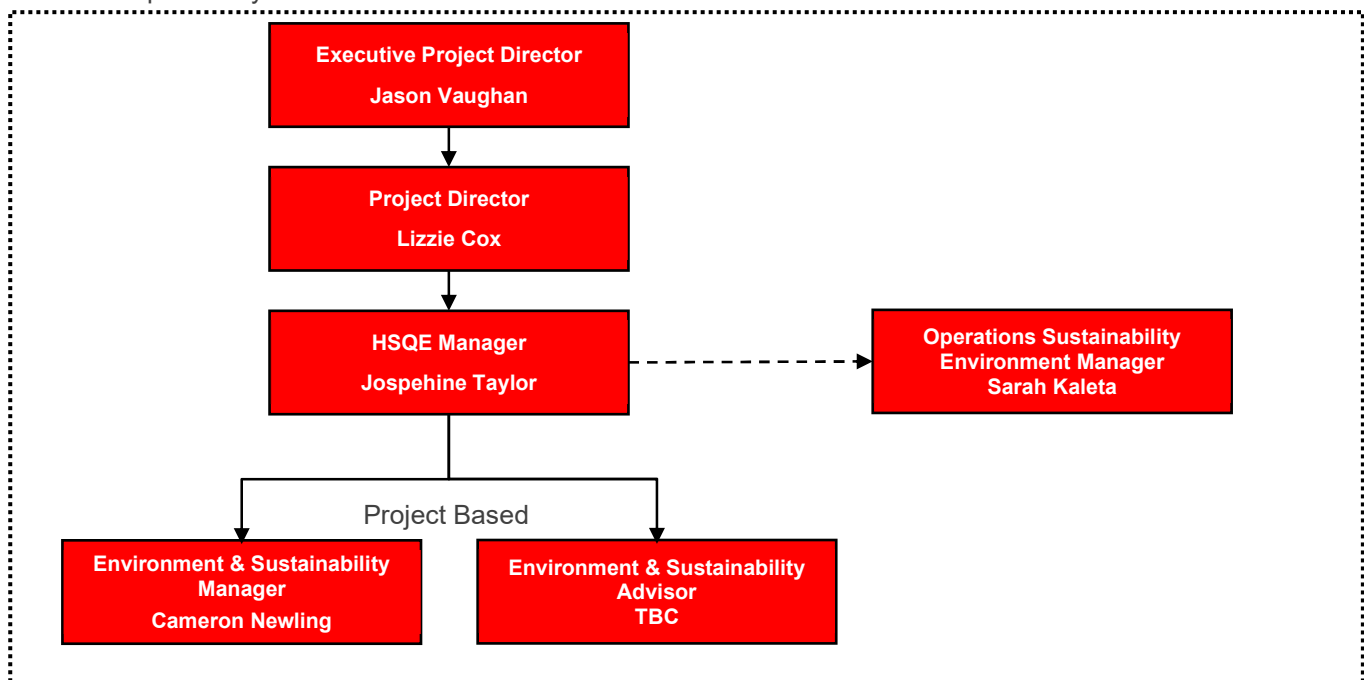 Executive Project Director
Jason Vaughan
Project Director
Lizzie Cox
HSQE Manager
Jospehine Taylor
Operations Sustainability
Environment Manager
Sarah Kaleta
Project Based
Environment & Sustainability
Manager
Cameron Newling
Environment & Sustainability
Advisor
TBC